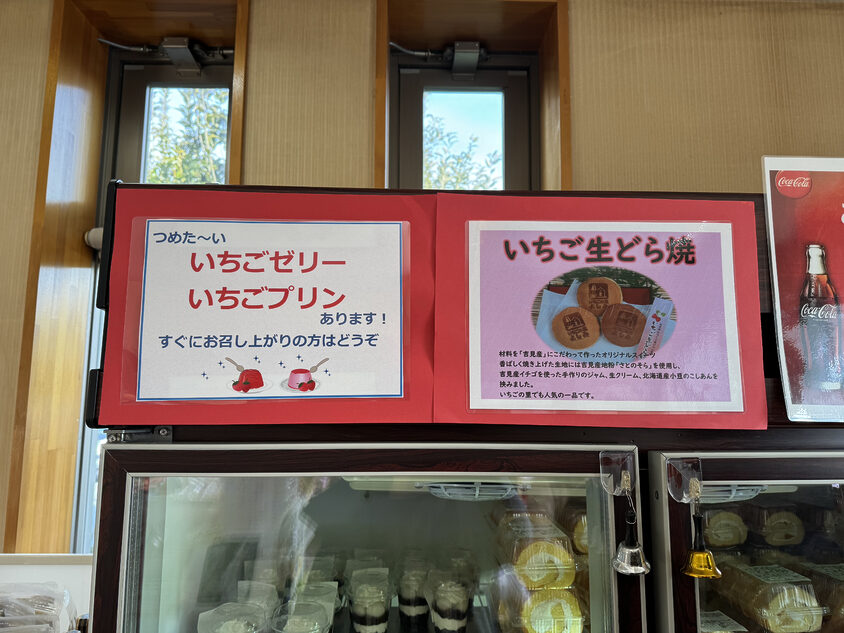 つめた〜い
いちごゼリー
いちごプリン
あります！
すぐにお召し上がりの方はどうぞ
いちご生どら焼
材料を「吉見産」にこだわって作ったオリジナルスイーツ
香ばしく焼き上げた生地には吉見産地粉「さとのそら」を使用し、
吉見産イチゴを使った手作りのジャム、生クリーム、北海道産小豆のこしあんを
挟みました。
いちごの里でも人気の一品です。
Coca-Cola
Coca-Cola